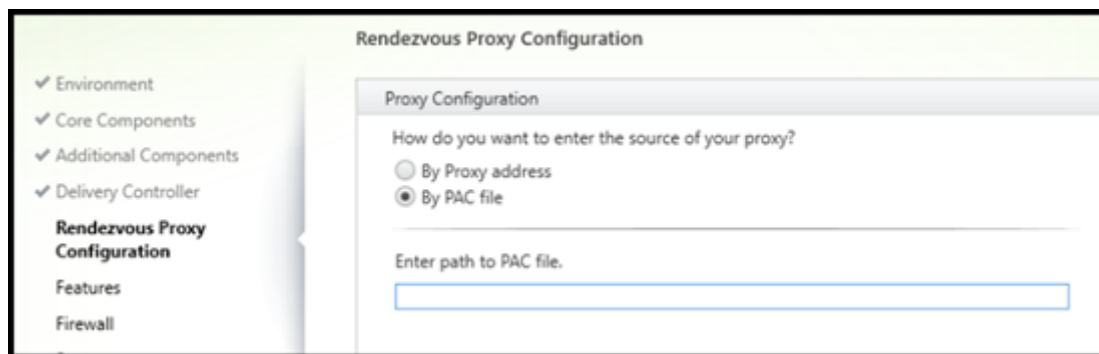 Rendezvous Proxy Configuration
Environment
Core Components
Additional Components
Delivery Controller
Rendezvous Proxy
Configuration
Features
Firewall
Proxy Configuration
How do you want to enter the source of your proxy?
By Proxy address
By PAC file
Enter path to PAC file.